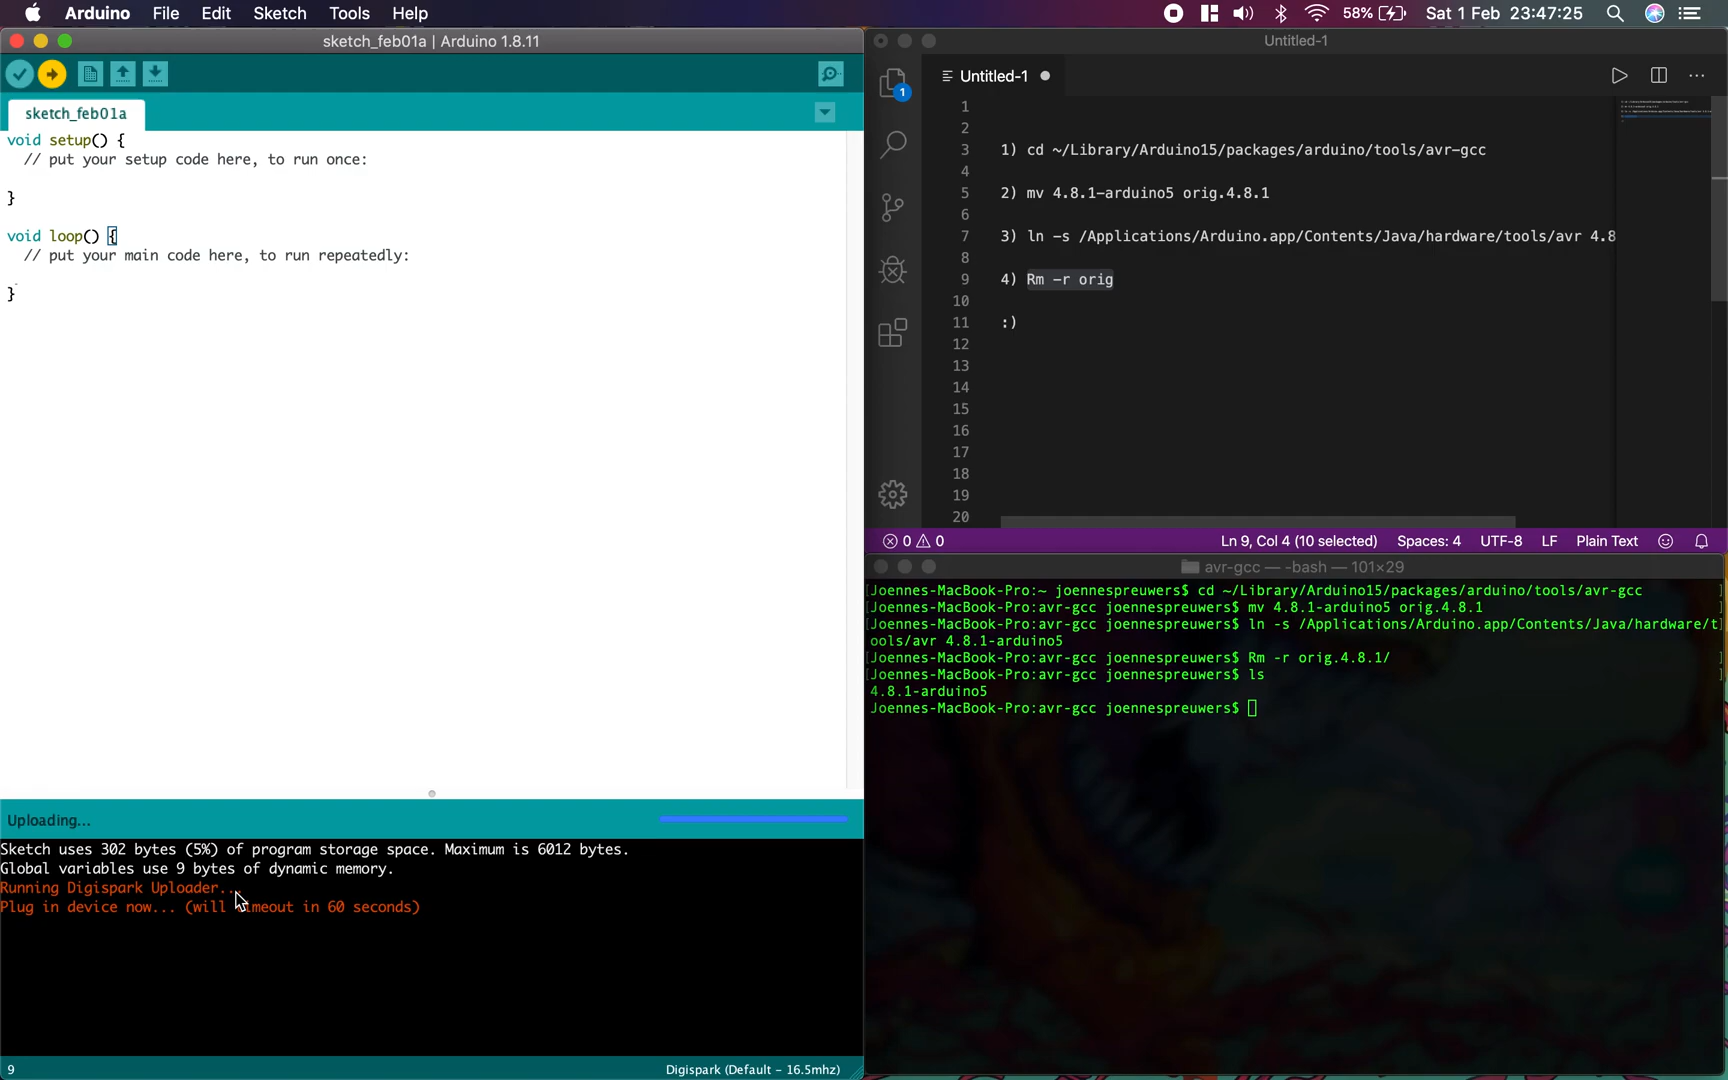 Arduino File Edit Sketch Tools Help
58% Sat 1 Feb 23:47:25
sketch_feb01a | Arduino 1.8.11
sketch_feb01a
void setup() {
// put your setup code here, to run once:
}
void loop() {
// put your main code here, to run repeatedly:
}
Uploading...
Sketch uses 302 bytes (5%) of program storage space. Maximum is 6012 bytes.
Global variables use 9 bytes of dynamic memory.
Running Digispark Uploader...
Plug in device now... (will timeout in 60 seconds)
9 Digispark (Default - 16.5mhz)
Untitled-1
1
Untitled-1
1
2
3 1) cd ~/Library/Arduino15/packages/arduino/tools/avr-gcc
4
5 2) mv 4.8.1-arduino5 orig.4.8.1
6
7 3) ln -s /Applications/Arduino.app/Contents/Java/hardware/tools/avr 4.8
8
9 4) Rm -r orig
10
11 :)
12
13
14
15
16
17
18
19
20
0 0 Ln 9, Col 4 (10 selected) Spaces: 4 UTF-8 LF Plain Text
avr-gcc — -bash — 101×29
[Joennes-MacBook-Pro:~ joennespreuwers$ cd ~/Library/Arduino15/packages/arduino/tools/avr-gcc ]
[Joennes-MacBook-Pro:avr-gcc joennespreuwers$ mv 4.8.1-arduino5 orig.4.8.1 ]
[Joennes-MacBook-Pro:avr-gcc joennespreuwers$ ln -s /Applications/Arduino.app/Contents/Java/hardware/t]
ools/avr 4.8.1-arduino5
[Joennes-MacBook-Pro:avr-gcc joennespreuwers$ Rm -r orig.4.8.1/ ]
[Joennes-MacBook-Pro:avr-gcc joennespreuwers$ ls ]
4.8.1-arduino5
Joennes-MacBook-Pro:avr-gcc joennespreuwers$